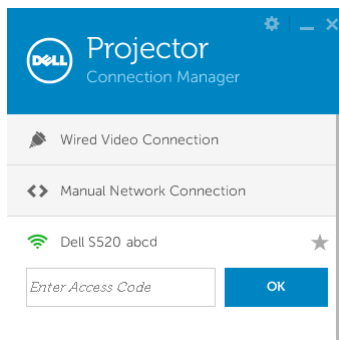 DELL
Projector
Connection Manager
Wired Video Connection
Manual Network Connection
Dell S520 abcd
Enter Access Code
OK